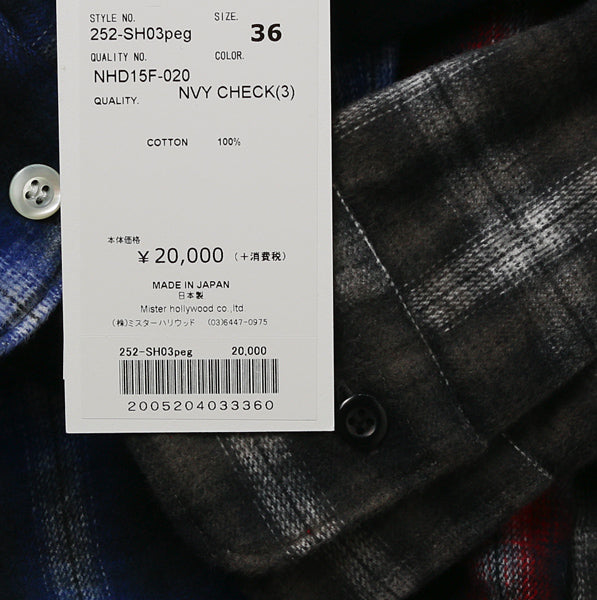 STYLE NO. SIZE.
252-SH03peg 36
QUALITY NO. COLOR.
NHD15F-020
QUALITY. NVY CHECK(3)
COTTON 100%
本体価格
¥20,000 (+消費税)
MADE IN JAPAN
日本製
Mister hollywood co.,ltd
(株)ミスターハリウッド (03)6447-0975
252-SH03peg 20,000
2005204033360